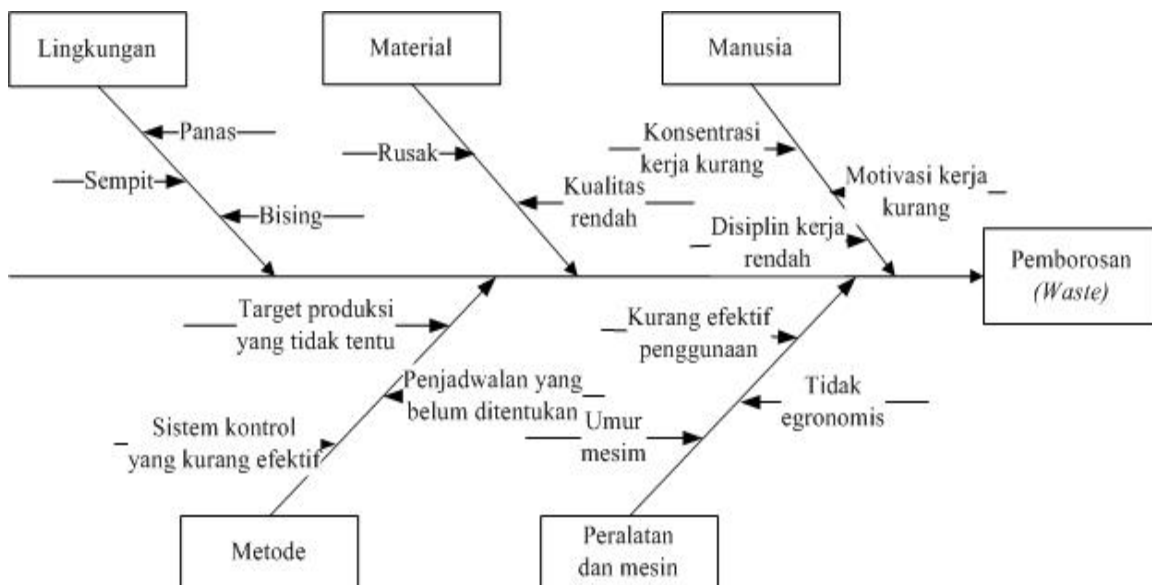 Lingkungan
Material
Manusia
Panas
Sempit
Bising
Rusak
Kualitas
rendah
Konsentrasi
kerja kurang
Motivasi kerja
kurang
Disiplin kerja
rendah
Pemborosan
(Waste)
Target produksi
yang tidak tentu
Penjadwalan yang
belum ditentukan
Sistem kontrol
yang kurang efektif
Kurang efektif
penggunaan
Tidak
egronomis
Umur
mesim
Metode
Peralatan
dan mesin